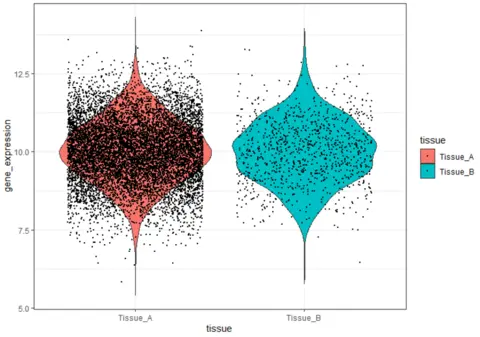 gene_expression
12.5
10.0
7.5
5.0
Tissue_A
Tissue_B
tissue
tissue
Tissue_A
Tissue_B